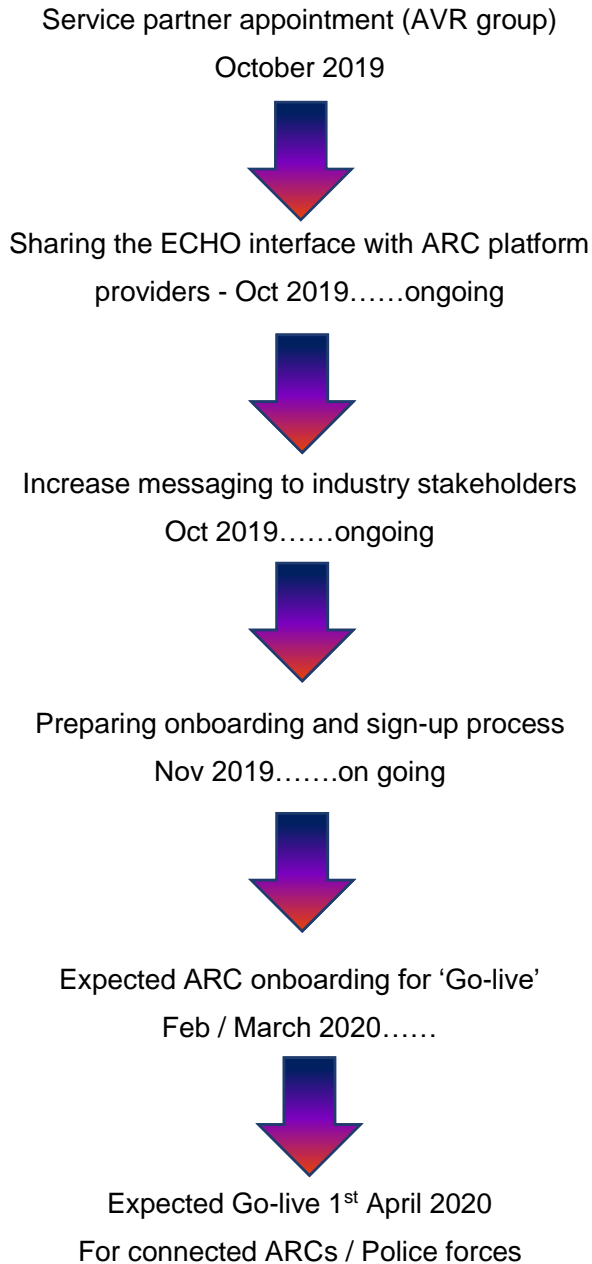 Service partner appointment (AVR group)
October 2019
Sharing the ECHO interface with ARC platform
providers - Oct 2019……ongoing
Increase messaging to industry stakeholders
Oct 2019……ongoing
Preparing onboarding and sign-up process
Nov 2019…….on going
Expected ARC onboarding for ‘Go-live’
Feb / March 2020……
Expected Go-live 1st April 2020
For connected ARCs / Police forces